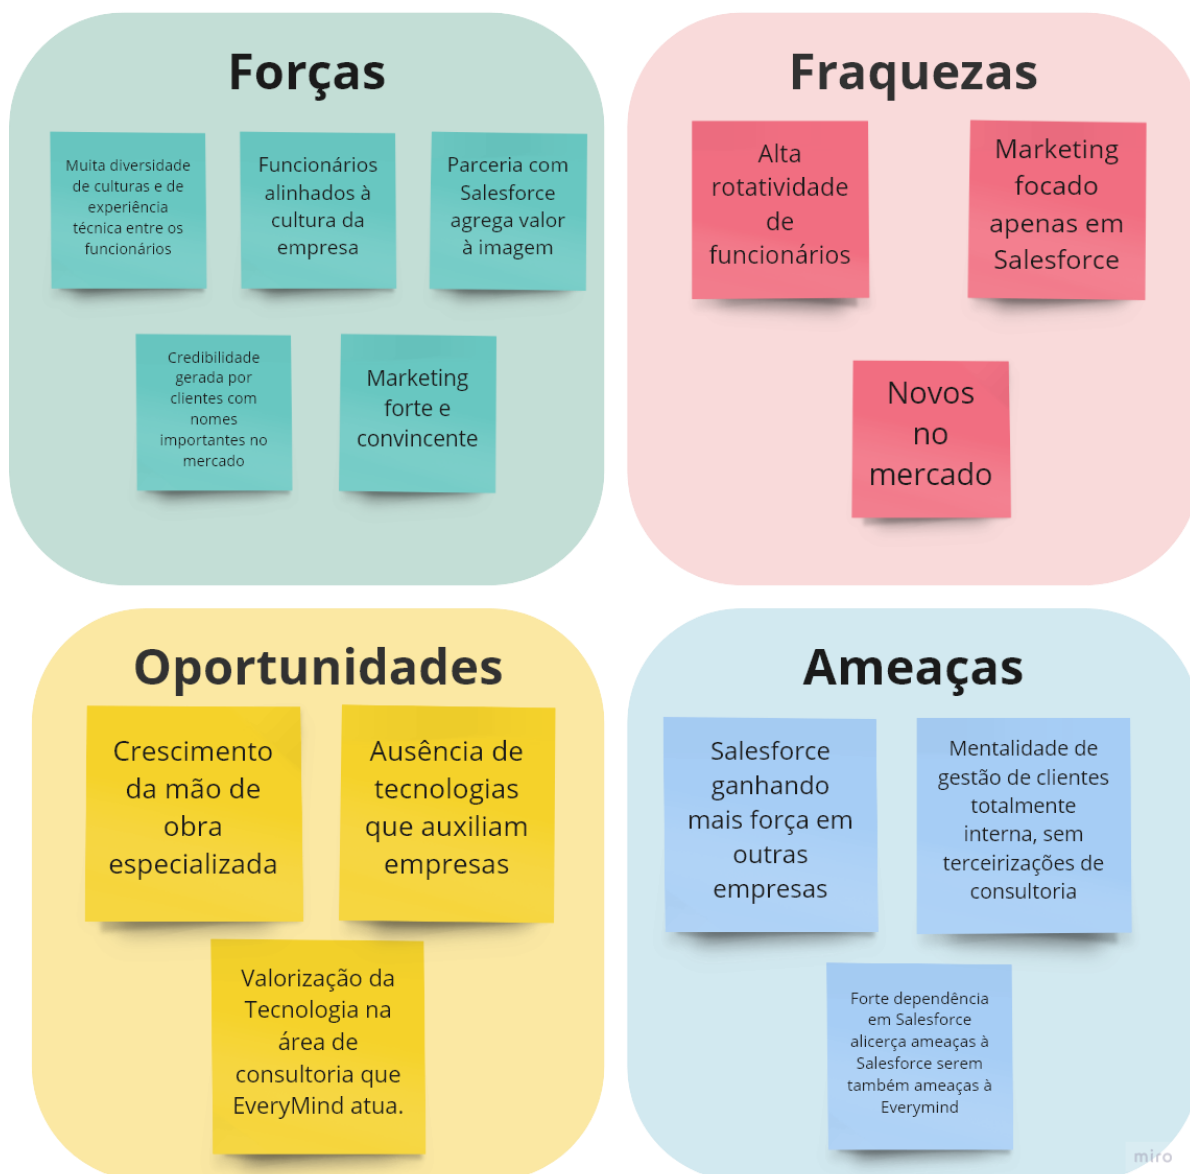 Forças
Muita diversidade
de culturas e de
experiência
técnica entre os
funcionários
Funcionários
alinhados à
cultura da
empresa
Parceria com
Salesforce
agrega valor
à imagem
Credibilidade
gerada por
clientes com
nomes
importantes no
mercado
Marketing
forte e
convincente
Fraquezas
Alta
rotatividade
de
funcionários
Marketing
focado
apenas em
Salesforce
Novos
no
mercado
Oportunidades
Crescimento
da mão de
obra
especializada
Ausência de
tecnologias
que auxiliam
empresas
Valorização da
Tecnologia na
área de
consultoria que
EveryMind atua.
Ameaças
Salesforce
ganhando
mais força em
outras
empresas
Mentalidade de
gestão de clientes
totalmente
interna, sem
terceirizações de
consultoria
Forte dependência
em Salesforce
alicerça ameaças à
Salesforce serem
também ameaças à
Everymind
miro